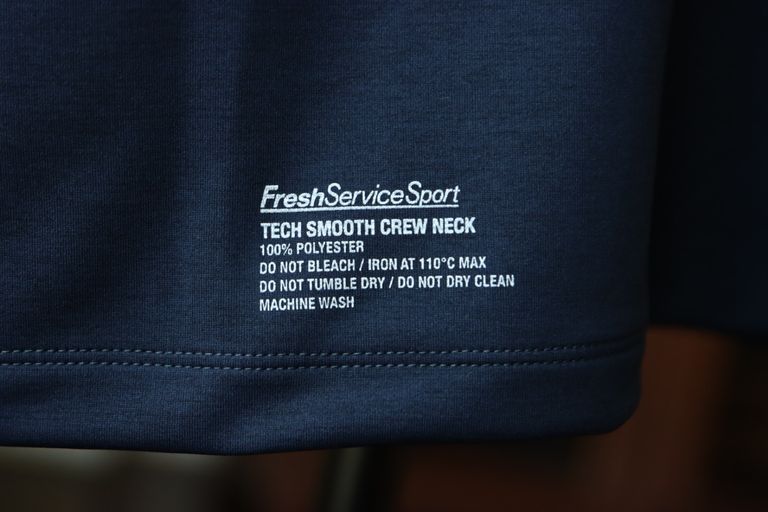 FreshServiceSport
TECH SMOOTH CREW NECK
100% POLYESTER
DO NOT BLEACH / IRON AT 110°C MAX
DO NOT TUMBLE DRY / DO NOT DRY CLEAN
MACHINE WASH